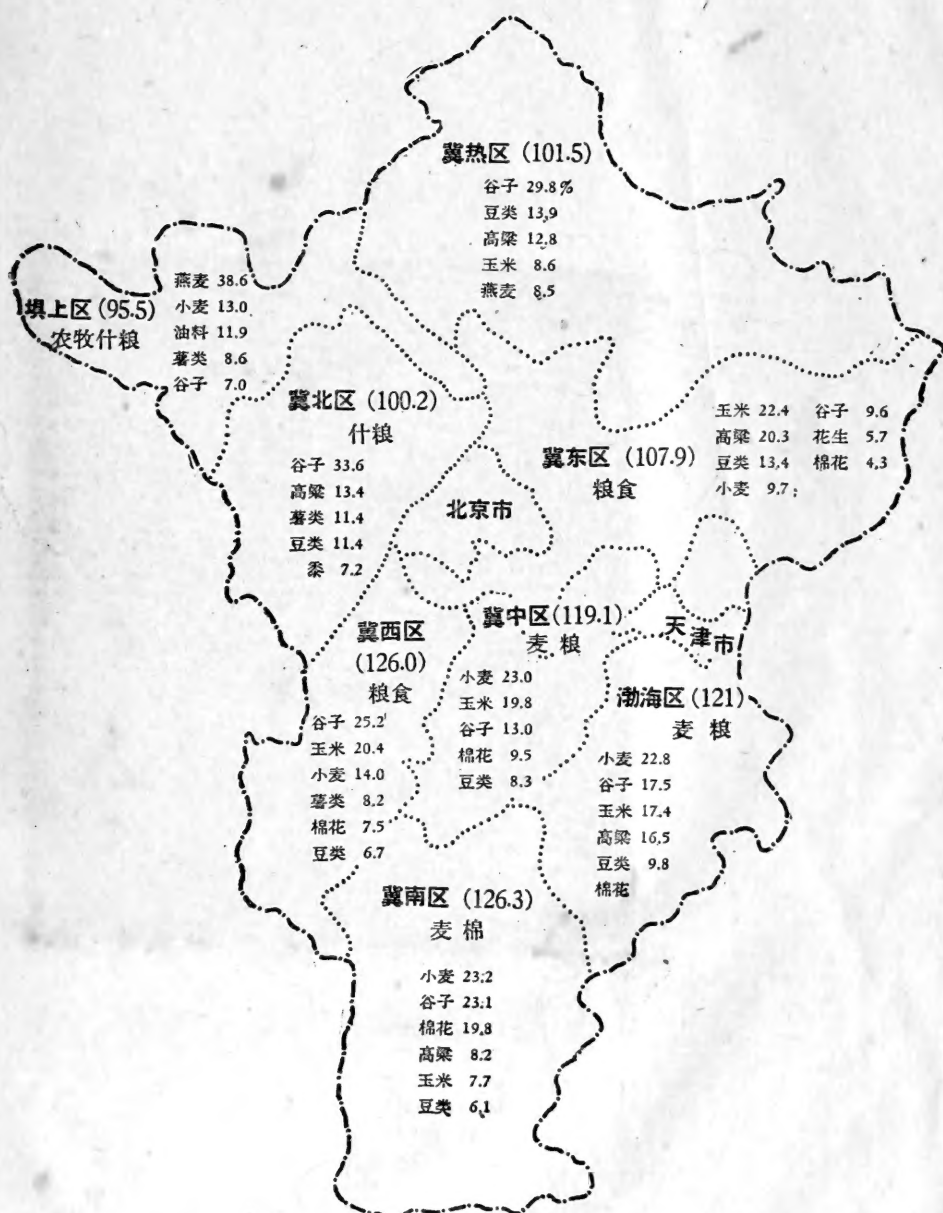 冀热区 (101.5)
谷子 29.8%
豆类 13.9
高粱 12.8
玉米 8.6
燕麦 8.5
坝上区 (95.5)
农牧什粮
燕麦 38.6
小麦 13.0
油料 11.9
薯类 8.6
谷子 7.0
冀北区 (100.2)
什粮
谷子 33.6
高粱 13.4
薯类 11.4
豆类 11.4
黍 7.2
冀东区 (107.9)
粮食
玉米 22.4 谷子 9.6
高粱 20.3 花生 5.7
豆类 13.4 棉花 4.3
小麦 9.7
北京市
冀西区
(126.0)
粮食
谷子 25.2
玉米 20.4
小麦 14.0
薯类 8.2
棉花 7.5
豆类 6.7
冀中区 (119.1)
麦粮
小麦 23.0
玉米 19.8
谷子 13.0
棉花 9.5
豆类 8.3
天津市
渤海区 (121)
麦粮
小麦 22.8
谷子 17.5
玉米 17.4
高粱 16.5
豆类 9.8
棉花
冀南区 (126.3)
麦棉
小麦 23.2
谷子 23.1
棉花 19.8
高粱 8.2
玉米 7.7
豆类 6.1